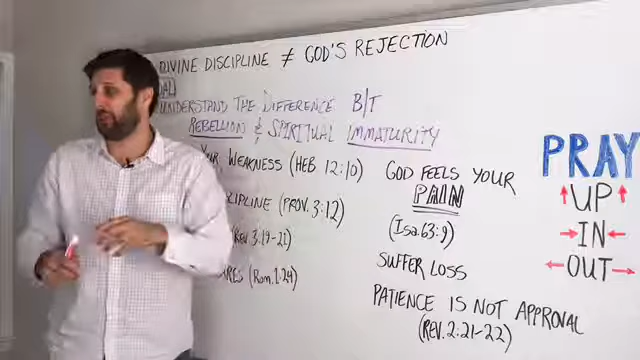 DIVINE DISCIPLINE ≠ GOD'S REJECTION
UNDERSTAND THE DIFFERENCE B|T
REBELLION & SPIRITUAL IMMATURITY
YOUR WEAKNESS (HEB 12:10)
(PROV. 3:12)
(REV. 3:19-21)
(Rom. 1:24)
GOD FEELS YOUR
PAIN
(Isa. 63:9)
SUFFER LOSS
PATIENCE IS NOT APPROVAL
(REV. 2:21-22)
PRAY
UP
IN
OUT